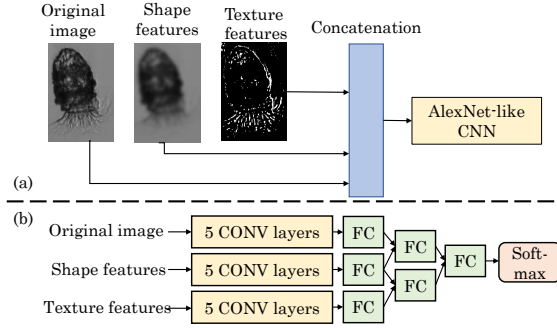 Original
image
Shape
features
Texture
features
Concatenation
AlexNet-like
CNN
(a)
(b)
Original image
5 CONV layers
FC
FC
Shape features
5 CONV layers
FC
FC
FC
Soft-
max
Texture features
5 CONV layers
FC